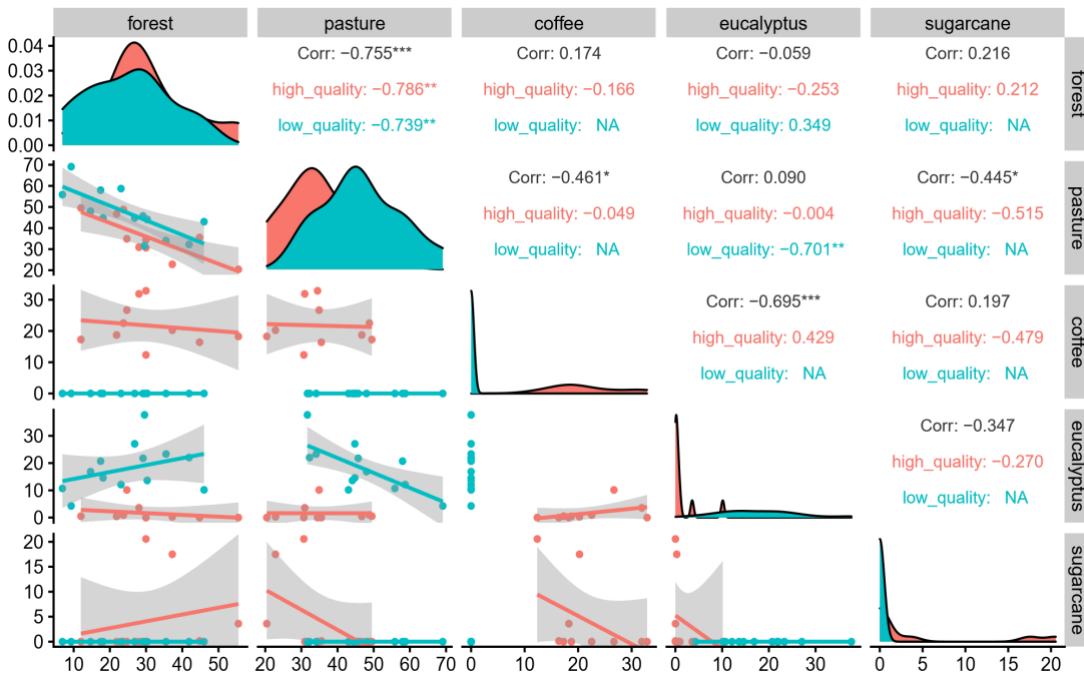 forest pasture coffee eucalyptus sugarcane
0.04
0.03
0.02
0.01
0.00
Corr: −0.755***
high_quality: −0.786**
low_quality: −0.739**
Corr: 0.174
high_quality: −0.166
low_quality: NA
Corr: −0.059
high_quality: −0.253
low_quality: 0.349
Corr: 0.216
high_quality: 0.212
low_quality: NA
forest
70
60
50
40
30
20
Corr: −0.461*
high_quality: −0.049
low_quality: NA
Corr: 0.090
high_quality: −0.004
low_quality: −0.701**
Corr: −0.445*
high_quality: −0.515
low_quality: NA
pasture
30
20
10
0
Corr: −0.695***
high_quality: 0.429
low_quality: NA
Corr: 0.197
high_quality: −0.479
low_quality: NA
coffee
30
20
10
0
Corr: −0.347
high_quality: −0.270
low_quality: NA
eucalyptus
20
15
10
5
0
sugarcane
10 20 30 40 50 20 30 40 50 60 70 0 10 20 30 0 10 20 30 0 5 10 15 20